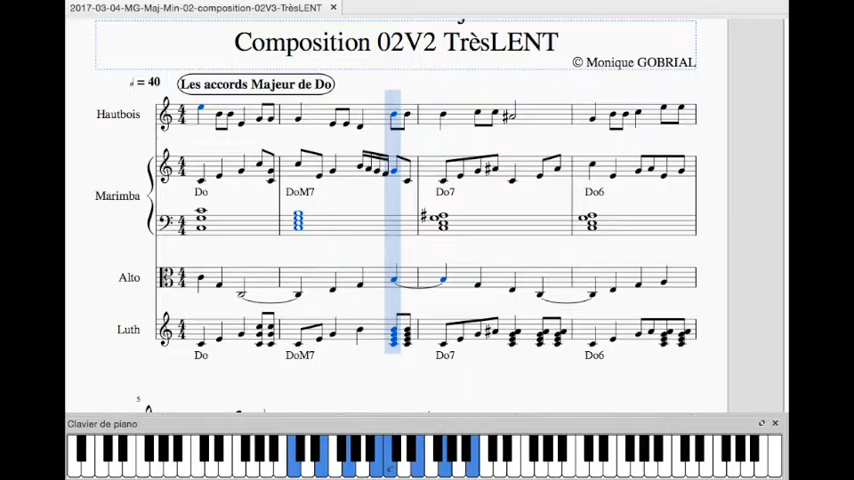 2017-03-04-MG-Maj-Min-02-composition-02V3-TrèsLENT ×
Composition 02V2 TrèsLENT
© Monique GOBRIAL
♩ = 40
Les accords Majeur de Do
Hautbois
Marimba
Do DoM7 Do7 Do6
Alto
Luth
Do DoM7 Do7 Do6
5
Clavier de piano
c'